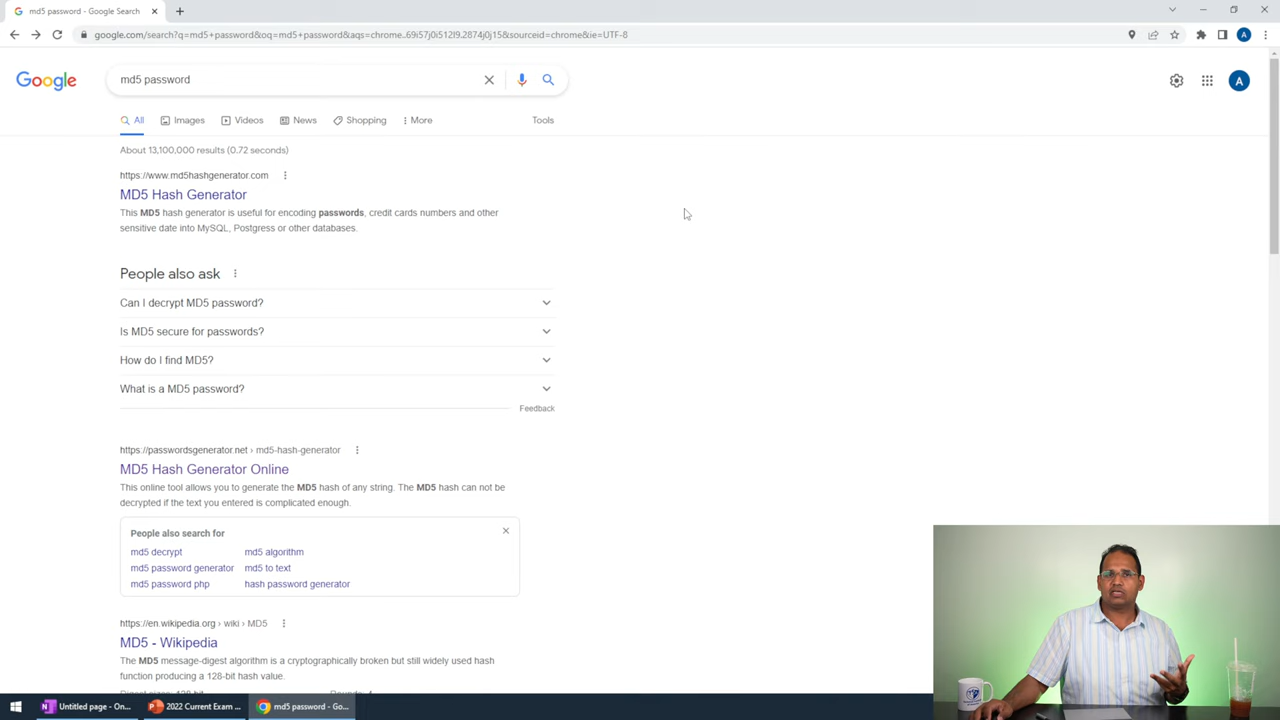 md5 password - Google Search
google.com/search?q=md5+password&oq=md5+password&aqs=chrome..69i57j0i512l9.2874j0j15&sourceid=chrome&ie=UTF-8
A
Google
md5 password
A
All
Images
Videos
News
Shopping
More
Tools
About 13,100,000 results (0.72 seconds)
https://www.md5hashgenerator.com
MD5 Hash Generator
This MD5 hash generator is useful for encoding passwords, credit cards numbers and other
sensitive date into MySQL, Postgress or other databases.
People also ask
Can I decrypt MD5 password?
Is MD5 secure for passwords?
How do I find MD5?
What is a MD5 password?
Feedback
https://passwordsgenerator.net › md5-hash-generator
MD5 Hash Generator Online
This online tool allows you to generate the MD5 hash of any string. The MD5 hash can not be
decrypted if the text you entered is complicated enough.
People also search for
md5 decrypt
md5 algorithm
md5 password generator
md5 to text
md5 password php
hash password generator
https://en.wikipedia.org › wiki › MD5
MD5 - Wikipedia
The MD5 message-digest algorithm is a cryptographically broken but still widely used hash
function producing a 128-bit hash value.
Untitled page - On...
2022 Current Exam ...
md5 password - Go...